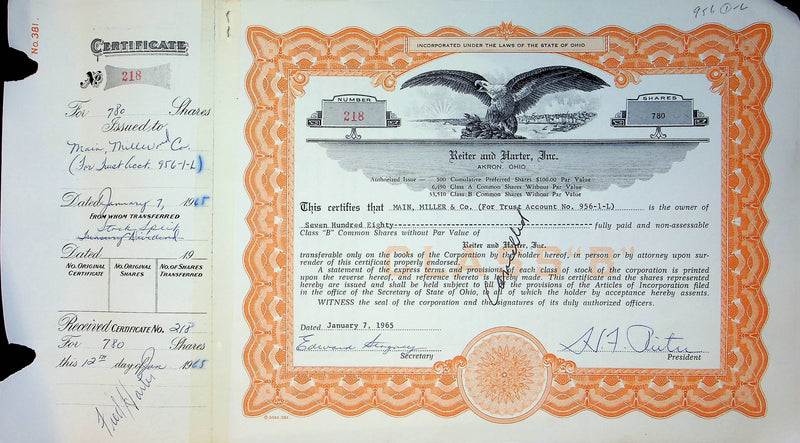 956 ①-L
No. 381.
CERTIFICATE
No 218
For 780 Shares
Issued to
Main, Miller and Co.
(For Trust Acct. 956-1-L)
Dated January 7, 1965
FROM WHOM TRANSFERRED
Stock Split
Dated 19
NO. ORIGINAL CERTIFICATE
NO. ORIGINAL SHARES
NO. OF SHARES TRANSFERRED
Received CERTIFICATE NO. 218
For 780 Shares
this 12th day of Jan 1965
INCORPORATED UNDER THE LAWS OF THE STATE OF OHIO
NUMBER
218
SHARES
780
Reiter and Harter, Inc.
AKRON, OHIO
Authorized Issue — 500 Cumulative Preferred Shares $100.00 Par Value
6,490 Class A Common Shares Without Par Value
53,510 Class B Common Shares Without Par Value
This certifies that MAIN, MILLER & Co. (For Trust Account No. 956-1-L) is the owner of
Seven Hundred Eighty fully paid and non-assessable
Class "B" Common Shares without Par Value of
Reiter and Harter, Inc.
CLASS "B"
Cancelled
transferable only on the books of the Corporation by the holder hereof, in person or by attorney upon surrender of this certificate properly endorsed.
A statement of the express terms of each class of stock of the corporation is printed
upon the reverse hereof, and reference thereto is hereby made. This certificate and the shares represented
hereby are issued and shall be held subject to all of the provisions of the Articles of Incorporation filed
in the office of the Secretary of State of Ohio, to all of which the holder by acceptance hereby assents.
WITNESS the seal of the corporation and the signatures of its duly authorized officers.
Dated January 7, 1965
Secretary
President